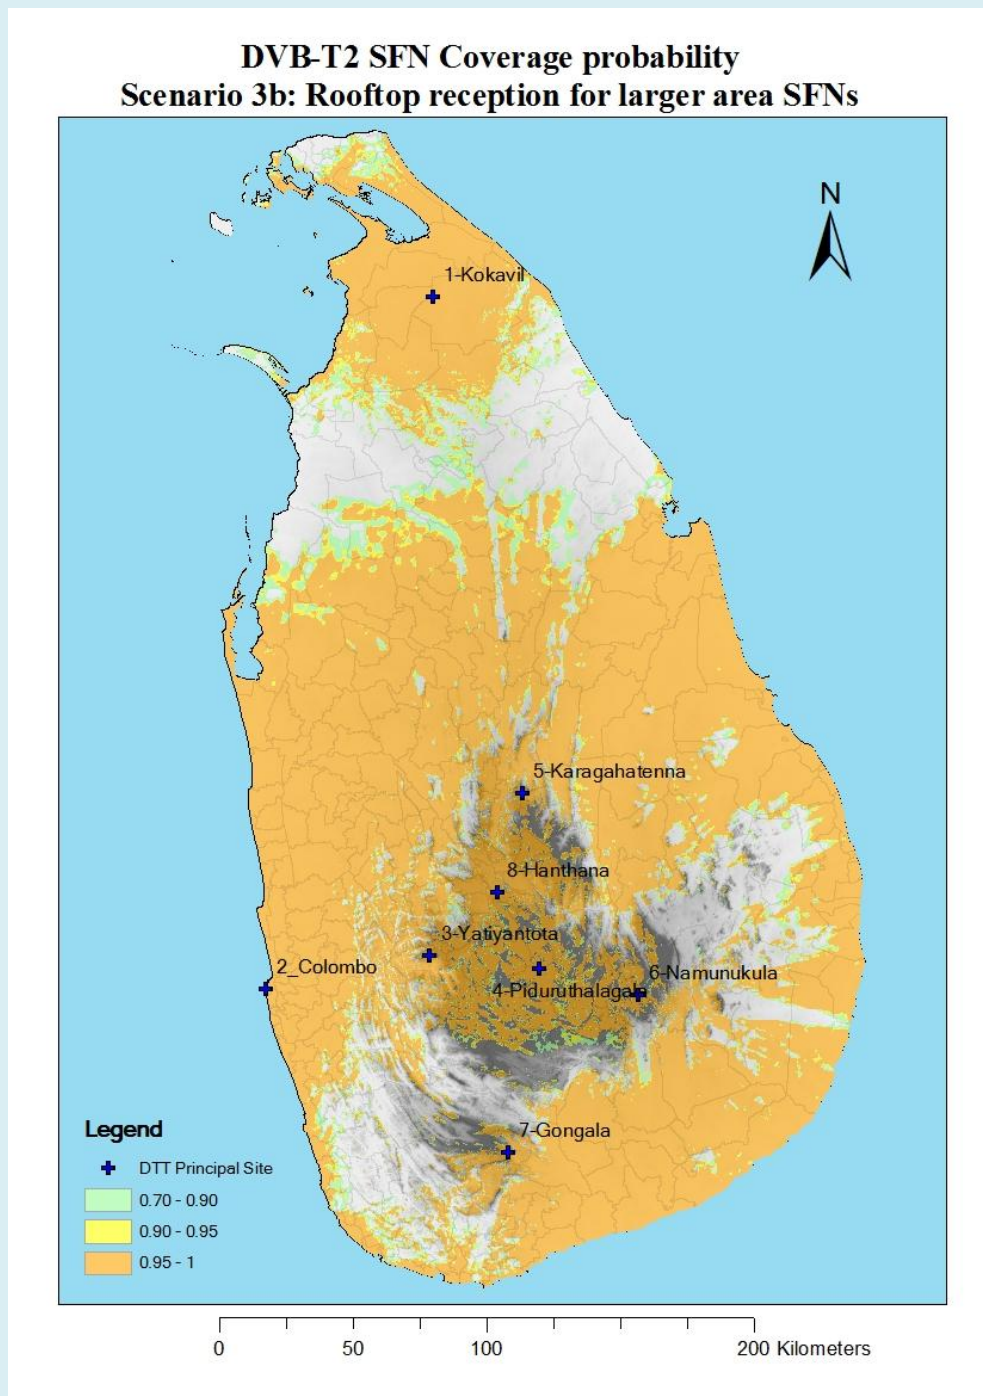 DVB-T2 SFN Coverage probability
Scenario 3b: Rooftop reception for larger area SFNs
N
1-Kokavil
5-Karagahatenna
8-Hanthana
3-Yatiyantota
2_Colombo
6-Namunukula
4-Piduruthalagala
7-Gongala
Legend
DTT Principal Site
0.70 - 0.90
0.90 - 0.95
0.95 - 1
0 50 100 200 Kilometers